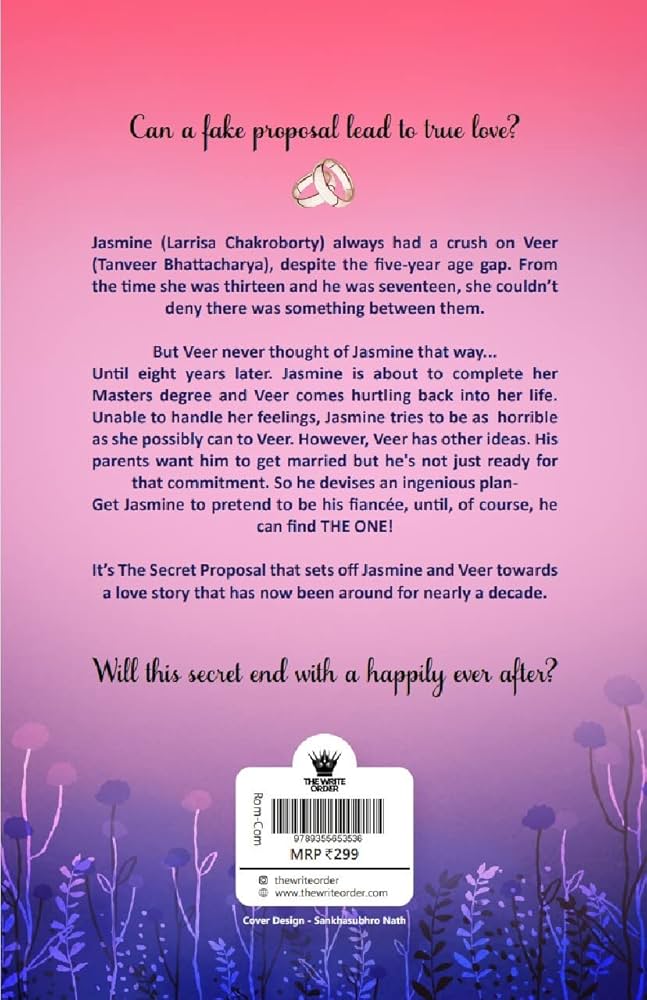 Can a fake proposal lead to true love?
Jasmine (Larrisa Chakroborty) always had a crush on Veer
(Tanveer Bhattacharya), despite the five-year age gap. From
the time she was thirteen and he was seventeen, she couldn't
deny there was something between them.
But Veer never thought of Jasmine that way...
Until eight years later. Jasmine is about to complete her
Masters degree and Veer comes hurtling back into her life.
Unable to handle her feelings, Jasmine tries to be as horrible
as she possibly can to Veer. However, Veer has other ideas. His
parents want him to get married but he's not just ready for
that commitment. So he devises an ingenious plan-
Get Jasmine to pretend to be his fiancée, until, of course, he
can find THE ONE!
It's The Secret Proposal that sets off Jasmine and Veer towards
a love story that has now been around for nearly a decade.
Will this secret end with a happily ever after?
THE WRITE
ORDER
Rom-Com
9789355653536
MRP ₹299
thewriteorder
www.thewriteorder.com
Cover Design - Sankhasubhro Nath